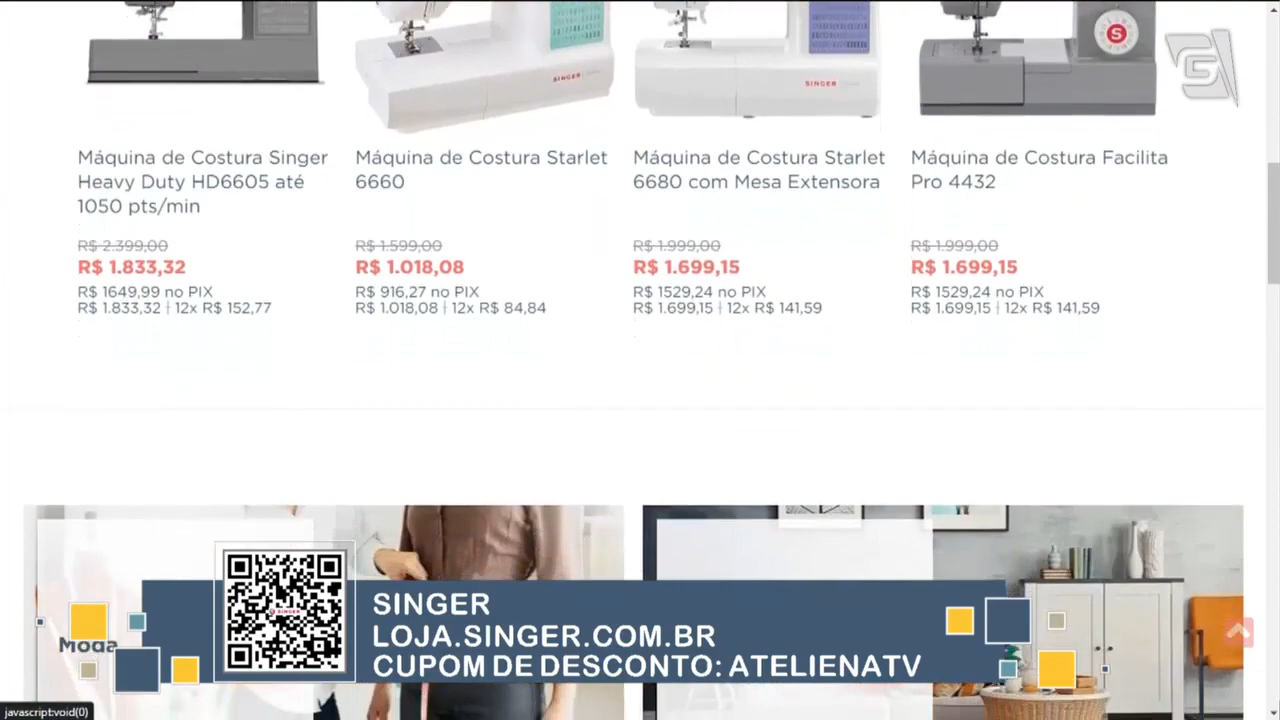 SINGER
SINGER
S
Máquina de Costura Singer
Heavy Duty HD6605 até
1050 pts/min
R$ 2.399,00
R$ 1.833,32
R$ 1649,99 no PIX
R$ 1.833,32 | 12x R$ 152,77
Máquina de Costura Starlet
6660
R$ 1.599,00
R$ 1.018,08
R$ 916,27 no PIX
R$ 1.018,08 | 12x R$ 84,84
Máquina de Costura Starlet
6680 com Mesa Extensora
R$ 1.999,00
R$ 1.699,15
R$ 1529,24 no PIX
R$ 1.699,15 | 12x R$ 141,59
Máquina de Costura Facilita
Pro 4432
R$ 1.999,00
R$ 1.699,15
R$ 1529,24 no PIX
R$ 1.699,15 | 12x R$ 141,59
Moda
SINGER
SINGER
LOJA.SINGER.COM.BR
CUPOM DE DESCONTO: ATELIENATV
javascript:void(0)